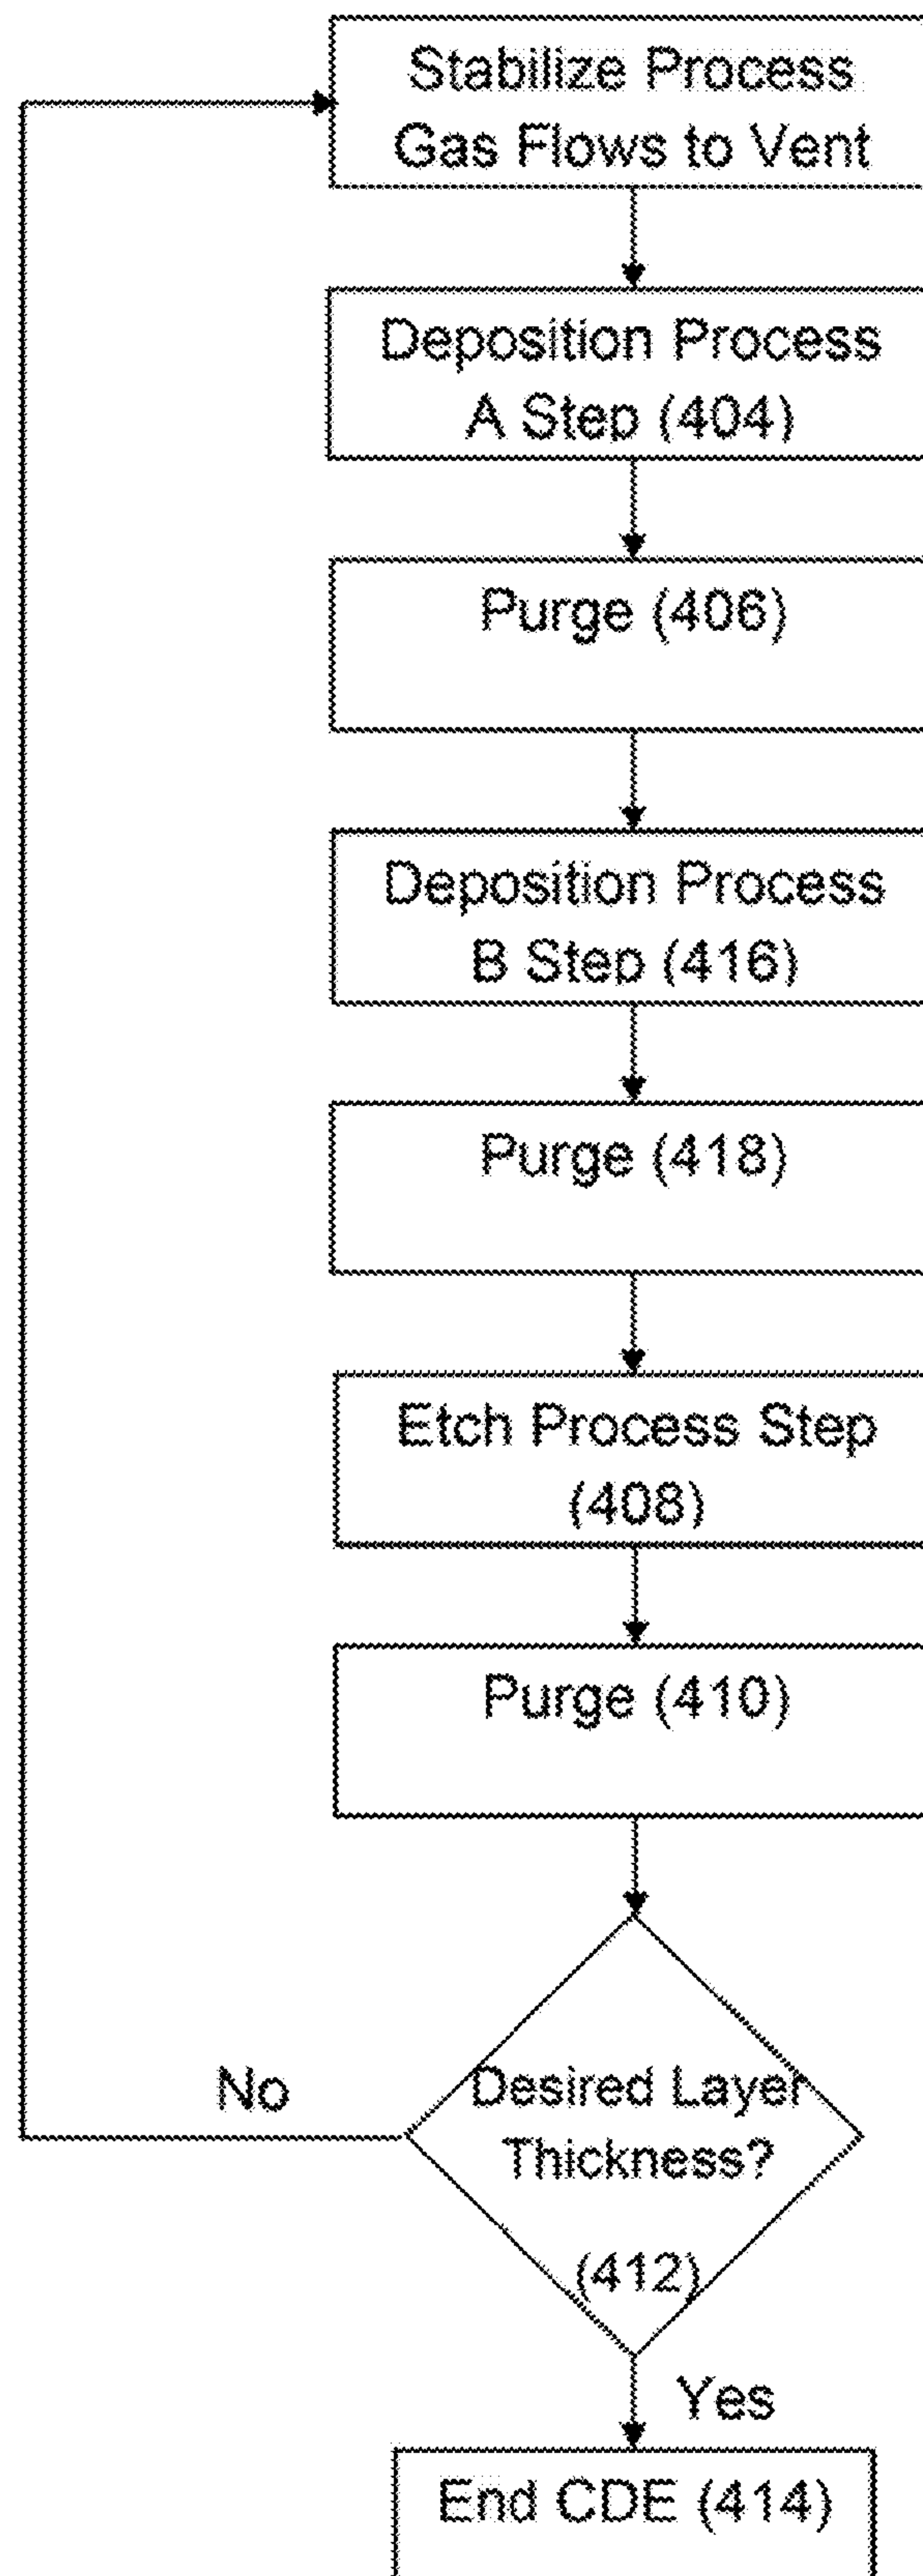 Stabilize Process
Gas Flows to Vent
Deposition Process
A Step (404)
Purge (406)
Deposition Process
B Step (416)
Purge (418)
Etch Process Step
(408)
Purge (410)
Desired Layer
Thickness?
No
(412)
Yes
End CDE (414)